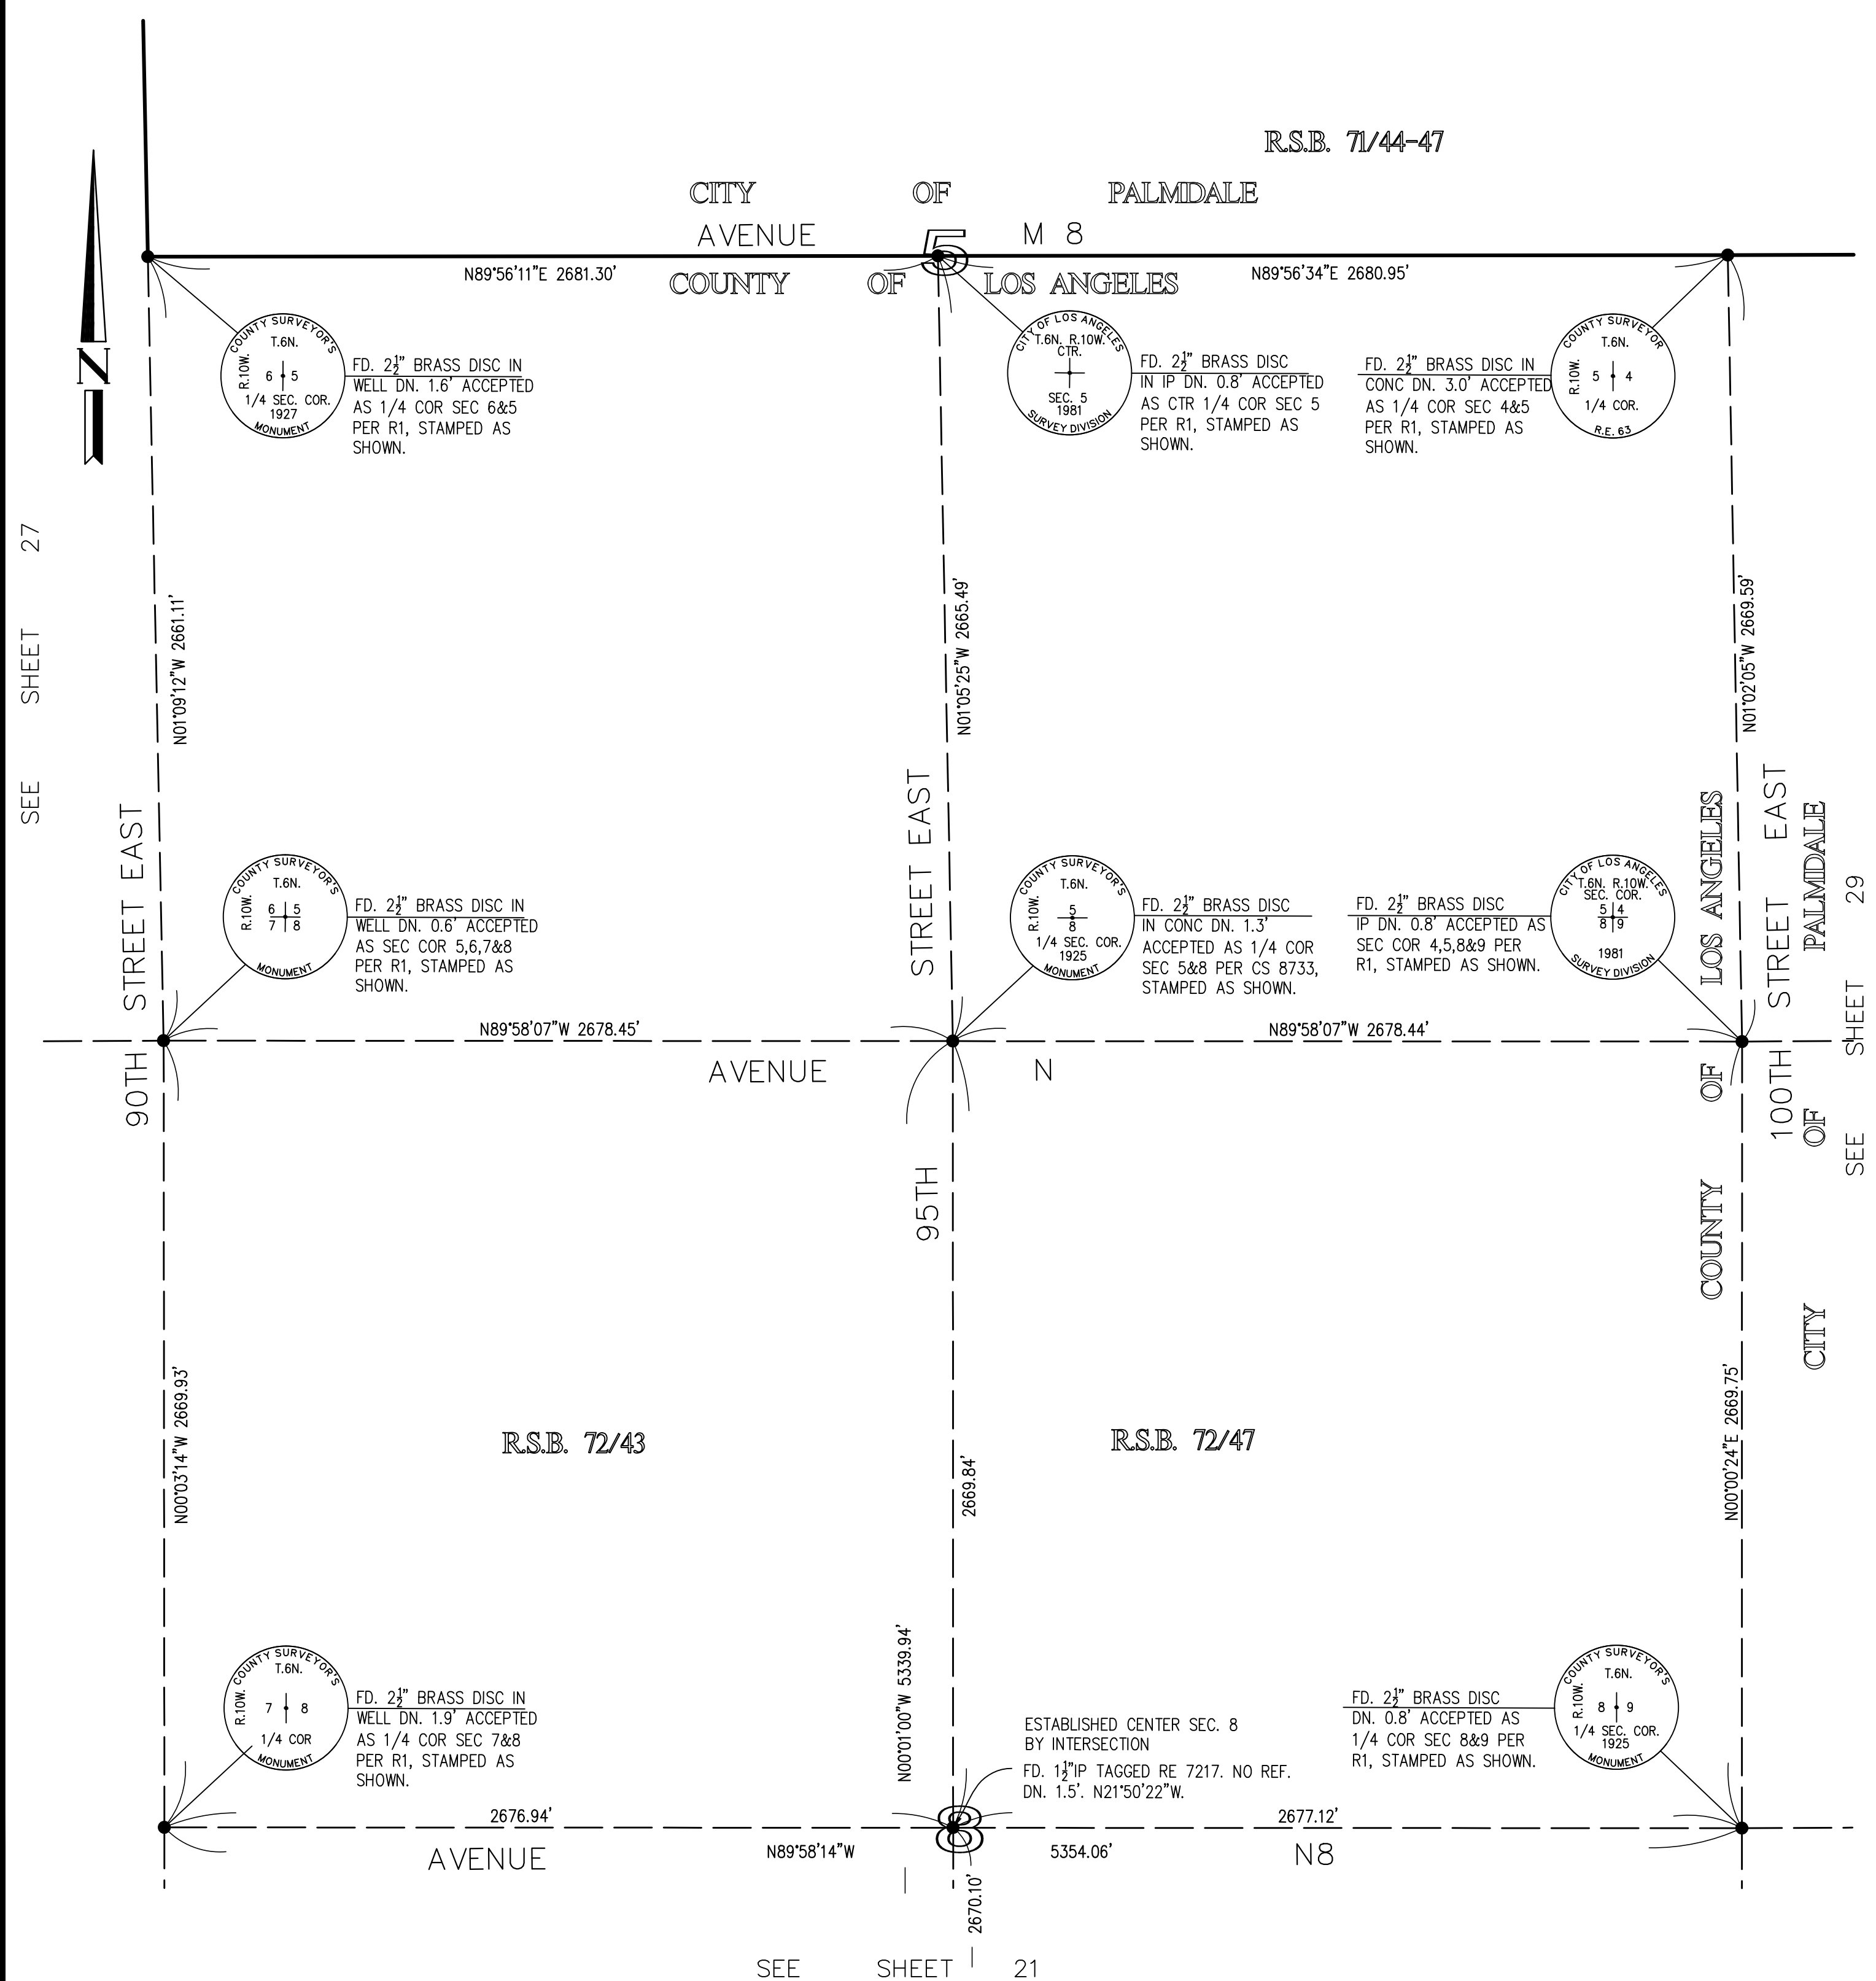 R.S.B. 71/44-47
CITY OF PALMDALE
AVENUE M 8
5
N89°56'11"E 2681.30'
COUNTY OF LOS ANGELES
N89°56'34"E 2680.95'
N
COUNTY SURVEYOR'S
T.6N.
R.10W.
6 5
1/4 SEC. COR.
1927
MONUMENT
FD. 2½" BRASS DISC IN
WELL DN. 1.6' ACCEPTED
AS 1/4 COR SEC 6&5
PER R1, STAMPED AS
SHOWN.
CITY OF LOS ANGELES
T.6N. R.10W.
CTR.
SEC. 5
1981
SURVEY DIVISION
FD. 2½" BRASS DISC
IN IP DN. 0.8' ACCEPTED
AS CTR 1/4 COR SEC 5
PER R1, STAMPED AS
SHOWN.
FD. 2½" BRASS DISC IN
CONC DN. 3.0' ACCEPTED
AS 1/4 COR SEC 4&5
PER R1, STAMPED AS
SHOWN.
COUNTY SURVEYOR
T.6N.
R.10W.
5 4
1/4 COR.
R.E. 63
SEE SHEET 27
N01°09'12"W 2661.11'
N01°05'25"W 2665.49'
N01°02'05"W 2669.59'
90TH STREET EAST
95TH STREET EAST
100TH STREET EAST
COUNTY OF LOS ANGELES
CITY OF PALMDALE
SEE SHEET 29
COUNTY SURVEYOR'S
T.6N.
R.10W.
6 5
7 8
MONUMENT
FD. 2½" BRASS DISC IN
WELL DN. 0.6' ACCEPTED
AS SEC COR 5,6,7&8
PER R1, STAMPED AS
SHOWN.
COUNTY SURVEYOR'S
T.6N.
R.10W.
5
8
1/4 SEC. COR.
1925
MONUMENT
FD. 2½" BRASS DISC
IN CONC DN. 1.3'
ACCEPTED AS 1/4 COR
SEC 5&8 PER CS 8733,
STAMPED AS SHOWN.
FD. 2½" BRASS DISC
IP DN. 0.8' ACCEPTED AS
SEC COR 4,5,8&9 PER
R1, STAMPED AS SHOWN.
CITY OF LOS ANGELES
T.6N. R.10W.
SEC. COR.
5 4
8 9
1981
SURVEY DIVISION
N89°58'07"W 2678.45'
N89°58'07"W 2678.44'
AVENUE N
N00°03'14"W 2669.93'
R.S.B. 72/43
2669.84'
R.S.B. 72/47
N00°00'24"E 2669.75'
N00°01'00"W 5339.94'
COUNTY SURVEYOR'S
T.6N.
R.10W.
7 8
1/4 COR
MONUMENT
FD. 2½" BRASS DISC IN
WELL DN. 1.9' ACCEPTED
AS 1/4 COR SEC 7&8
PER R1, STAMPED AS
SHOWN.
ESTABLISHED CENTER SEC. 8
BY INTERSECTION
FD. 1½"IP TAGGED RE 7217. NO REF.
DN. 1.5'. N21°50'22"W.
FD. 2½" BRASS DISC
DN. 0.8' ACCEPTED AS
1/4 COR SEC 8&9 PER
R1, STAMPED AS SHOWN.
COUNTY SURVEYOR'S
T.6N.
R.10W.
8 9
1/4 SEC. COR.
1925
MONUMENT
2676.94'
8
2677.12'
AVENUE N8
N89°58'14"W 5354.06'
2670.10'
SEE SHEET 21